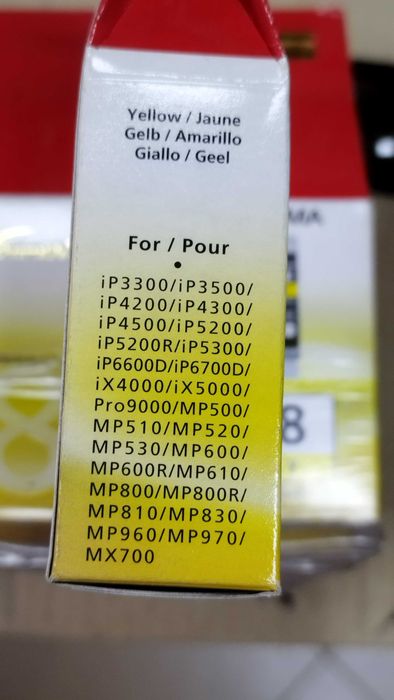 Yellow / Jaune
Gelb / Amarillo
Giallo / Geel
For / Pour
•
iP3300/iP3500/
iP4200/iP4300/
iP4500/iP5200/
iP5200R/iP5300/
iP6600D/iP6700D/
iX4000/iX5000/
Pro9000/MP500/
MP510/MP520/
MP530/MP600/
MP600R/MP610/
MP800/MP800R/
MP810/MP830/
MP960/MP970/
MX700
8